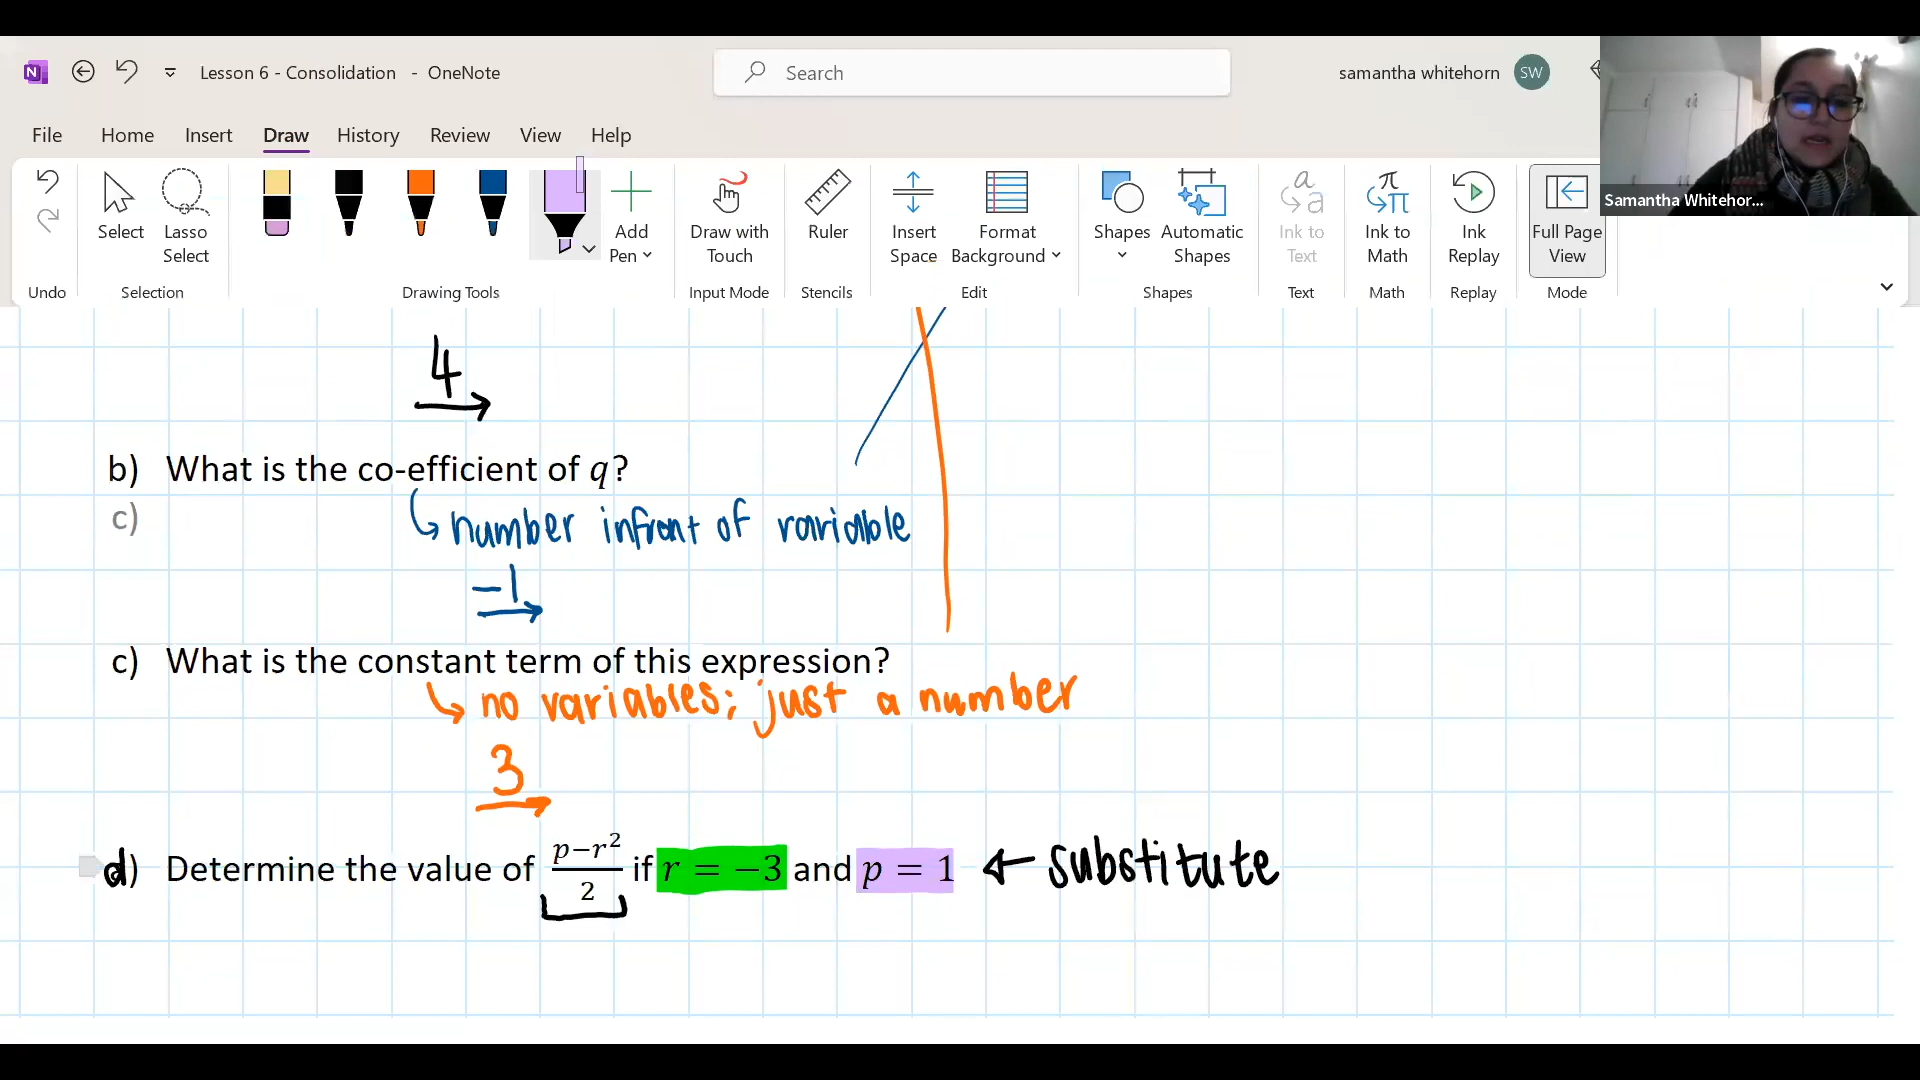 Lesson 6 - Consolidation - OneNote
Search
samantha whitehorn SW
File Home Insert Draw History Review View Help
Samantha Whitehor...
Select
Lasso Select
Add Pen
Draw with Touch
Ruler
Insert Space
Format Background
Shapes
Automatic Shapes
Ink to Text
Ink to Math
Ink Replay
Full Page View
Undo Selection Drawing Tools Input Mode Stencils Edit Shapes Text Math Replay Mode
4
b) What is the co-efficient of q?
c)
number infront of variable
-1
c) What is the constant term of this expression?
no variables; just a number
3
d) Determine the value of \frac{p-r^2}{2} if r = -3 and p = 1 ← substitute